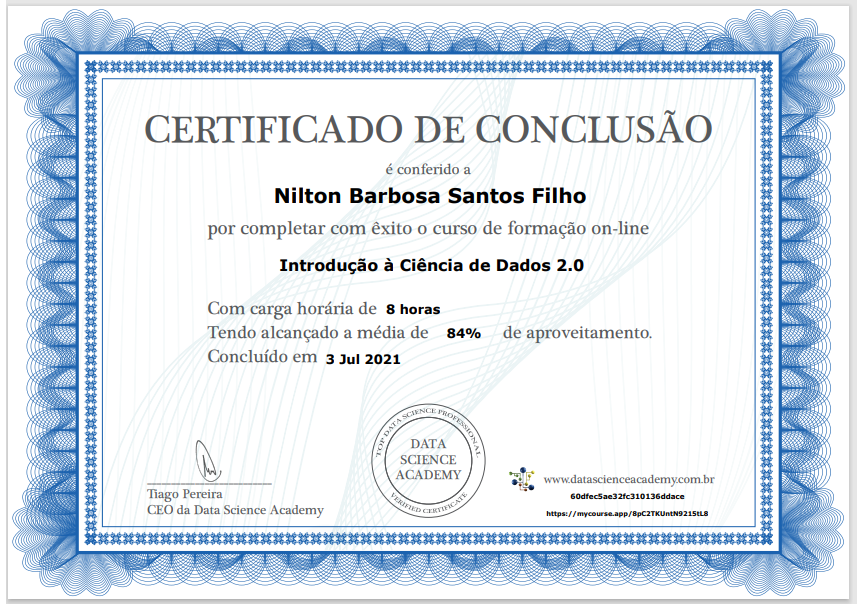 CERTIFICADO DE CONCLUSÃO
é conferido a
Nilton Barbosa Santos Filho
por completar com êxito o curso de formação on-line
Introdução à Ciência de Dados 2.0
Com carga horária de 8 horas
Tendo alcançado a média de 84% de aproveitamento.
Concluído em 3 Jul 2021
TOP DATA SCIENCE PROFESSIONAL
DATA
SCIENCE
ACADEMY
VERIFIED CERTIFICATE
Tiago Pereira
CEO da Data Science Academy
www.datascienceacademy.com.br
60dfec5ae32fc310136ddace
https://mycourse.app/8pC2TKUntN9215tL8